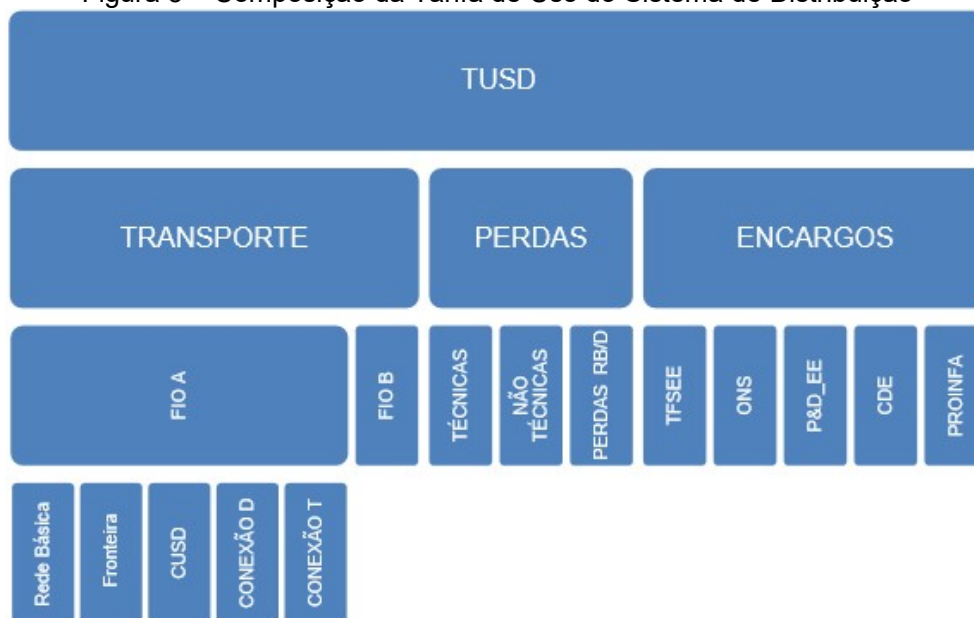 Figura 3 – Composição da Tarifa de Uso do Sistema de Distribuição
TUSD
TRANSPORTE
PERDAS
ENCARGOS
FIO A
FIO B
TÉCNICAS
NÃO
TÉCNICAS
PERDAS RB/D
TFSEE
ONS
P&D_EE
CDE
PROINFA
Rede Básica
Fronteira
CUSD
CONEXÃO D
CONEXÃO T